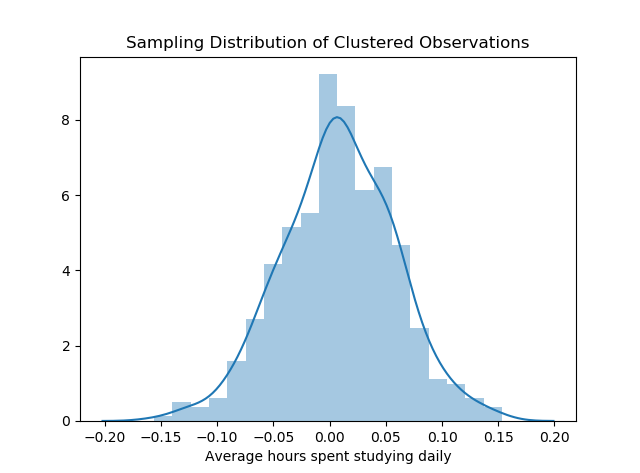 Sampling Distribution of Clustered Observations
8
6
4
2
0
−0.20 −0.15 −0.10 −0.05 0.00 0.05 0.10 0.15 0.20
Average hours spent studying daily